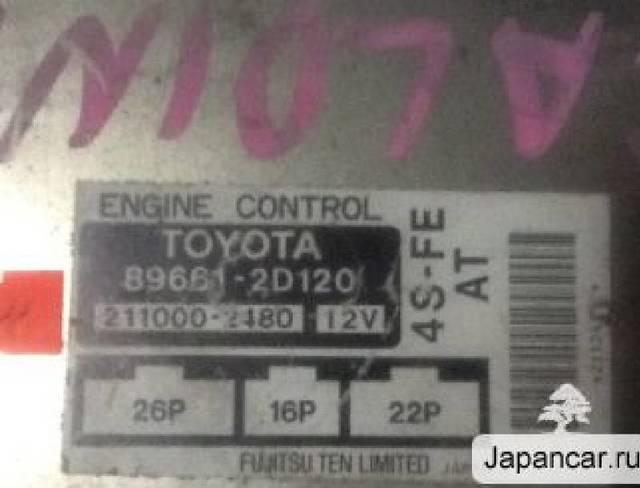 ALDIN
ENGINE CONTROL
TOYOTA
89661-2D120
211000-2480 12V
4S-FE
AT
26P 16P 22P
FUJITSU TEN LIMITED
Japancar.ru